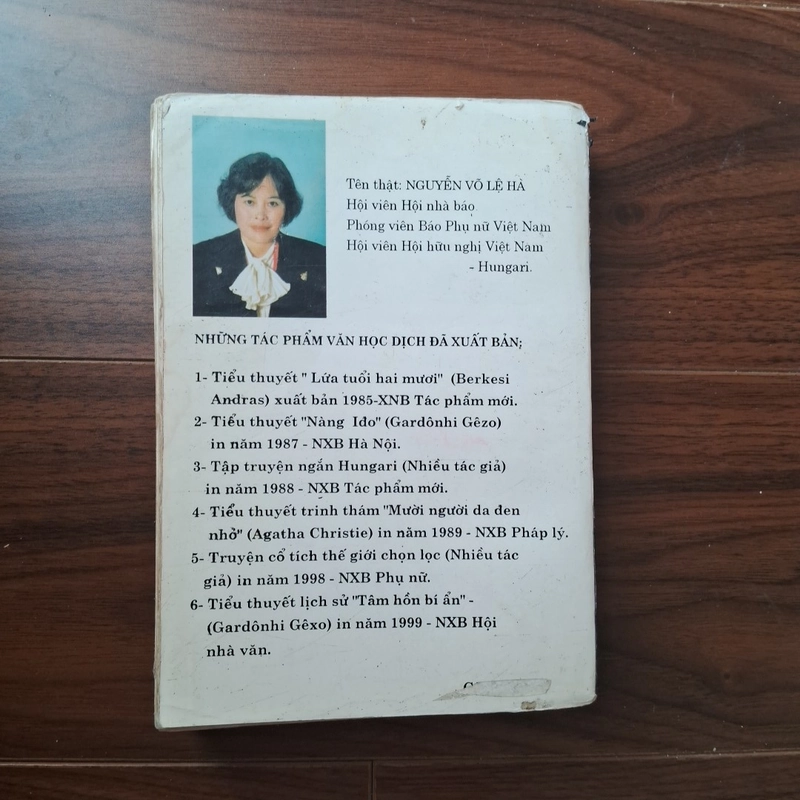 Tên thật: NGUYỄN VÕ LỆ HÀ
Hội viên Hội nhà báo
Phóng viên Báo Phụ nữ Việt Nam
Hội viên Hội hữu nghị Việt Nam
- Hungari.
NHỮNG TÁC PHẨM VĂN HỌC DỊCH ĐÃ XUẤT BẢN;
1- Tiểu thuyết " Lứa tuổi hai mươi" (Berkesi
Andras) xuất bản 1985-XNB Tác phẩm mới.
2- Tiểu thuyết "Nàng Iđo" (Gardônhi Gêzo)
in năm 1987 - NXB Hà Nội.
3- Tập truyện ngắn Hungari (Nhiều tác giả)
in năm 1988 - NXB Tác phẩm mới.
4- Tiểu thuyết trinh thám "Mười người da đen
nhỏ" (Agatha Christie) in năm 1989 - NXB Pháp lý.
5- Truyện cổ tích thế giới chọn lọc (Nhiều tác
giả) in năm 1998 - NXB Phụ nữ.
6- Tiểu thuyết lịch sử "Tâm hồn bí ẩn" -
(Gardônhi Gêxo) in năm 1999 - NXB Hội
nhà văn.